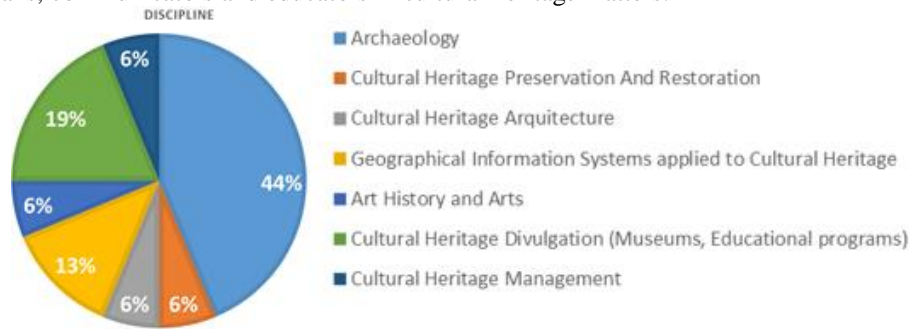 DISCIPLINE
Archaeology
Cultural Heritage Preservation And Restoration
Cultural Heritage Arquitecture
Geographical Information Systems applied to Cultural Heritage
Art History and Arts
Cultural Heritage Divulgation (Museums, Educational programs)
Cultural Heritage Management
6%
19%
44%
6%
13%
6%
6%